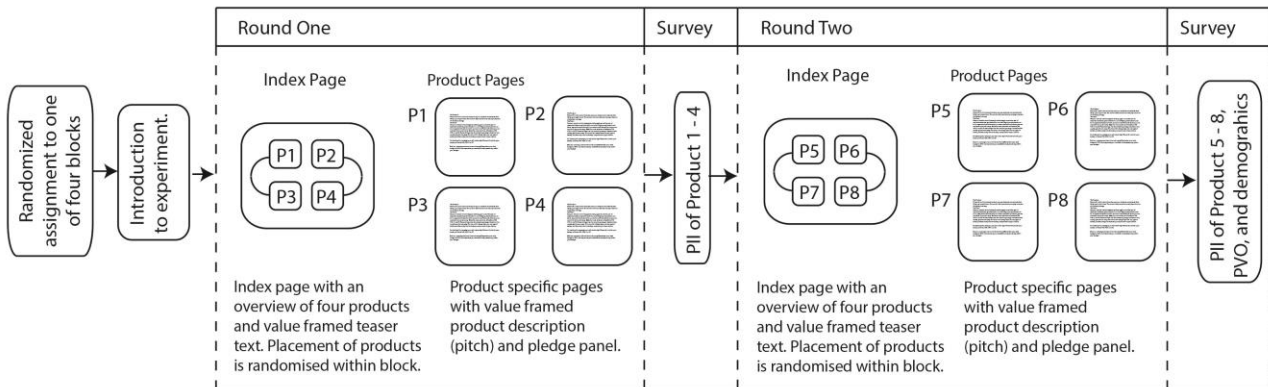 Round One
Survey
Round Two
Survey
Randomized
assignment to one
of four blocks
Introduction
to experiment.
Index Page
P1 P2
P3 P4
Product Pages
P1
P2
P3
P4
Index page with an
overview of four products
and value framed teaser
text. Placement of products
is randomised within block.
Product specific pages
with value framed
product description
(pitch) and pledge panel.
PII of Product 1 - 4
Index Page
P5 P6
P7 P8
Product Pages
P5
P6
P7
P8
Index page with an
overview of four products
and value framed teaser
text. Placement of products
is randomised within block.
Product specific pages
with value framed
product description
(pitch) and pledge panel.
PII of Product 5 - 8,
PVO, and demograhics